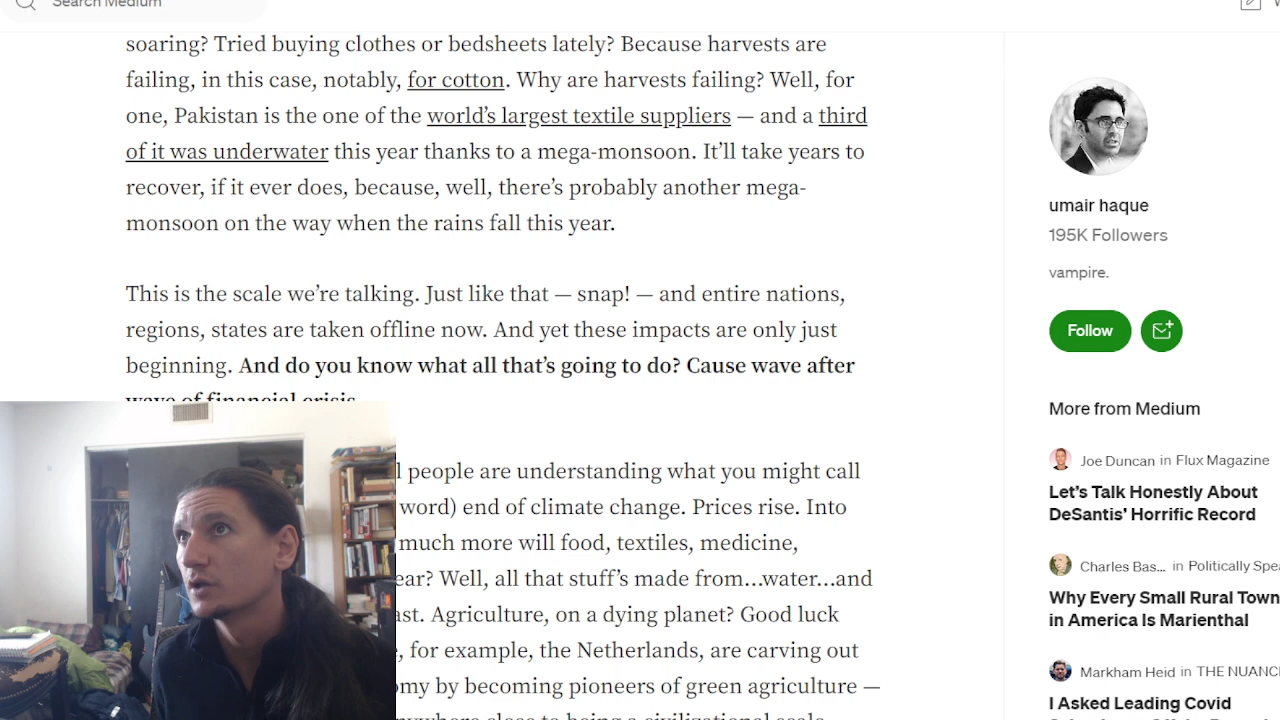 Search Medium
soaring? Tried buying clothes or bedsheets lately? Because harvests are
failing, in this case, notably, for cotton. Why are harvests failing? Well, for
one, Pakistan is the one of the world’s largest textile suppliers — and a third
of it was underwater this year thanks to a mega-monsoon. It’ll take years to
recover, if it ever does, because, well, there’s probably another mega-
monsoon on the way when the rains fall this year.
This is the scale we’re talking. Just like that — snap! — and entire nations,
regions, states are taken offline now. And yet these impacts are only just
beginning. And do you know what all that’s going to do? Cause wave after
wave of financial crisis
people are understanding what you might call
word) end of climate change. Prices rise. Into
much more will food, textiles, medicine,
ear? Well, all that stuff’s made from...water...and
ast. Agriculture, on a dying planet? Good luck
, for example, the Netherlands, are carving out
omy by becoming pioneers of green agriculture —
close to being a civilizational scale
umair haque
195K Followers
vampire.
Follow
More from Medium
Joe Duncan in Flux Magazine
Let’s Talk Honestly About
DeSantis’ Horrific Record
Charles Bas... in Politically Spea
Why Every Small Rural Town
in America Is Marienthal
Markham Heid in THE NUANCE
I Asked Leading Covid